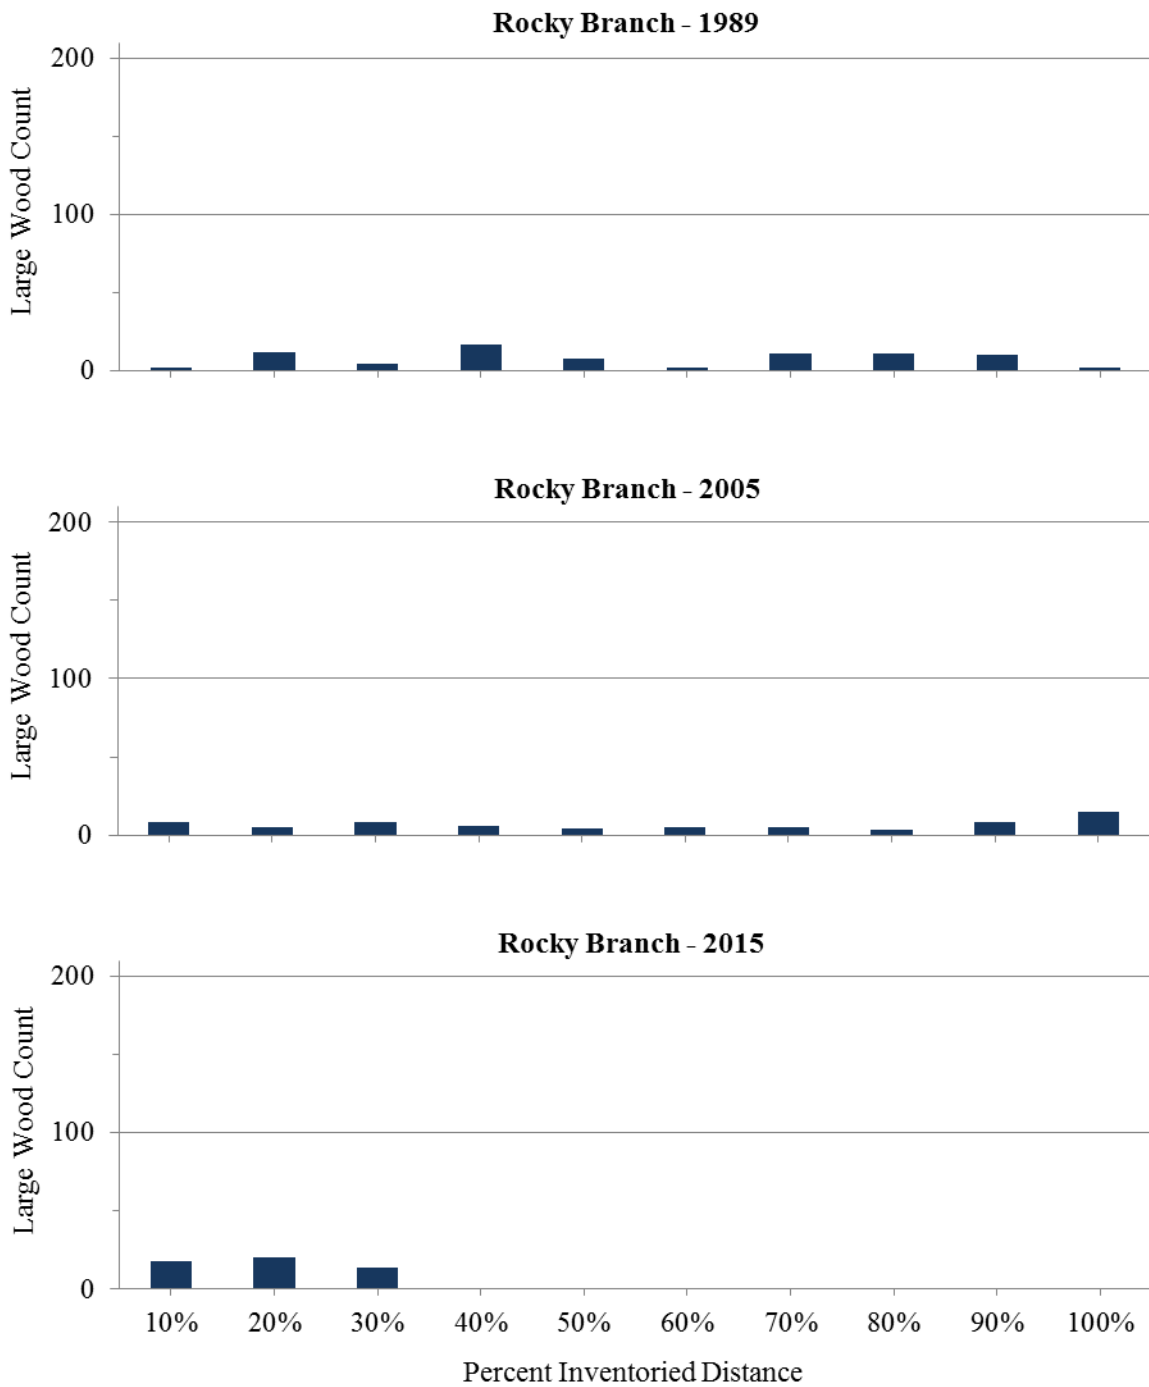 Rocky Branch - 1989
Large Wood Count
200
100
0
Rocky Branch - 2005
Large Wood Count
200
100
0
Rocky Branch - 2015
Large Wood Count
200
100
0
10% 20% 30% 40% 50% 60% 70% 80% 90% 100%
Percent Inventoried Distance